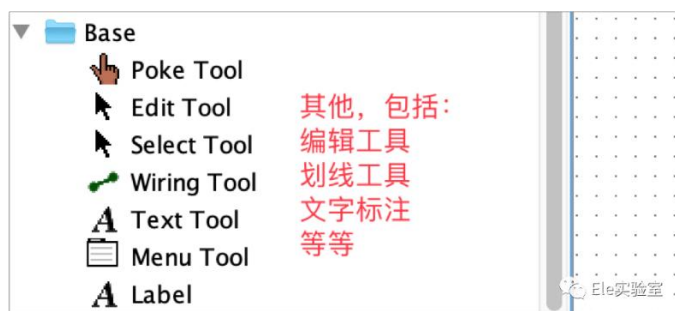 Base
Poke Tool
Edit Tool
Select Tool
Wiring Tool
Text Tool
Menu Tool
Label
其他，包括：
编辑工具
划线工具
文字标注
等等
Ele实验室